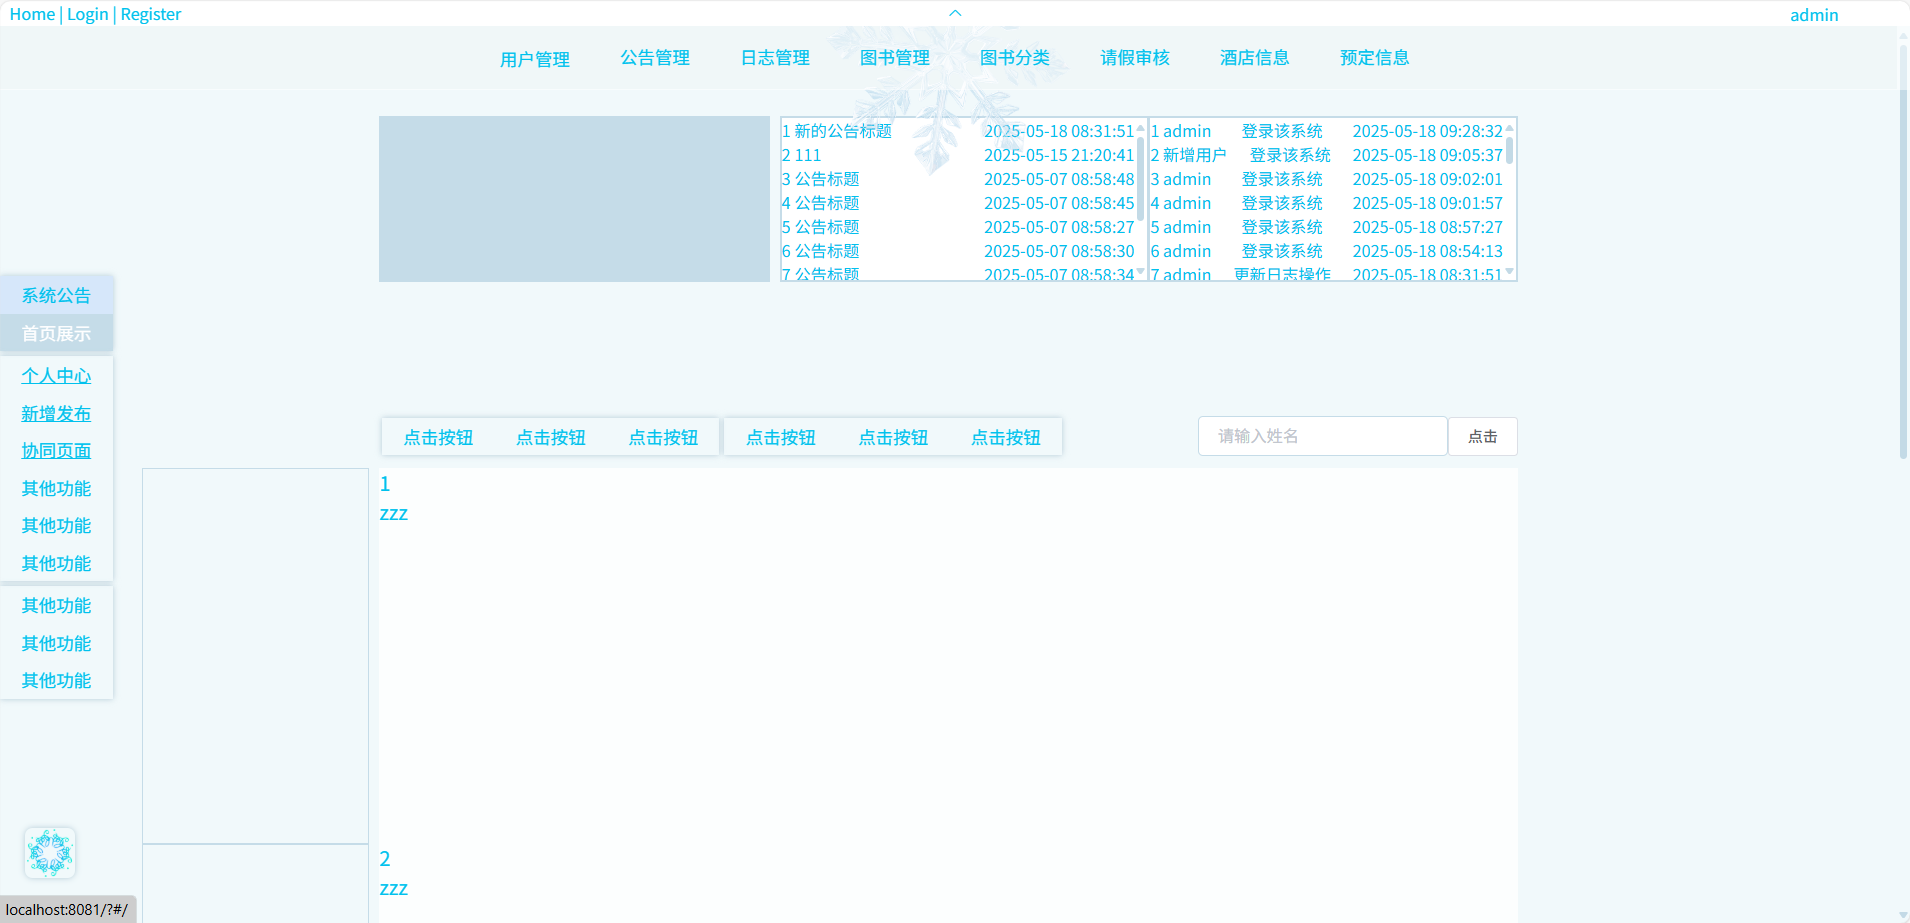 Home | Login | Register
admin
用户管理 公告管理 日志管理 图书管理 图书分类 请假审核 酒店信息 预定信息
1 新的公告标题 2025-05-18 08:31:51
2 111 2025-05-15 21:20:41
3 公告标题 2025-05-07 08:58:48
4 公告标题 2025-05-07 08:58:45
5 公告标题 2025-05-07 08:58:27
6 公告标题 2025-05-07 08:58:30
7 公告标题 2025-05-07 08:58:34
1 admin 登录该系统 2025-05-18 09:28:32
2 新增用户 登录该系统 2025-05-18 09:05:37
3 admin 登录该系统 2025-05-18 09:02:01
4 admin 登录该系统 2025-05-18 09:01:57
5 admin 登录该系统 2025-05-18 08:57:27
6 admin 登录该系统 2025-05-18 08:54:13
7 admin 更新日志操作 2025-05-18 08:31:51
系统公告
首页展示
个人中心
新增发布
协同页面
其他功能
其他功能
其他功能
其他功能
其他功能
其他功能
点击按钮 点击按钮 点击按钮 点击按钮 点击按钮 点击按钮
请输入姓名 点击
1
zzz
2
zzz
localhost:8081/?#/